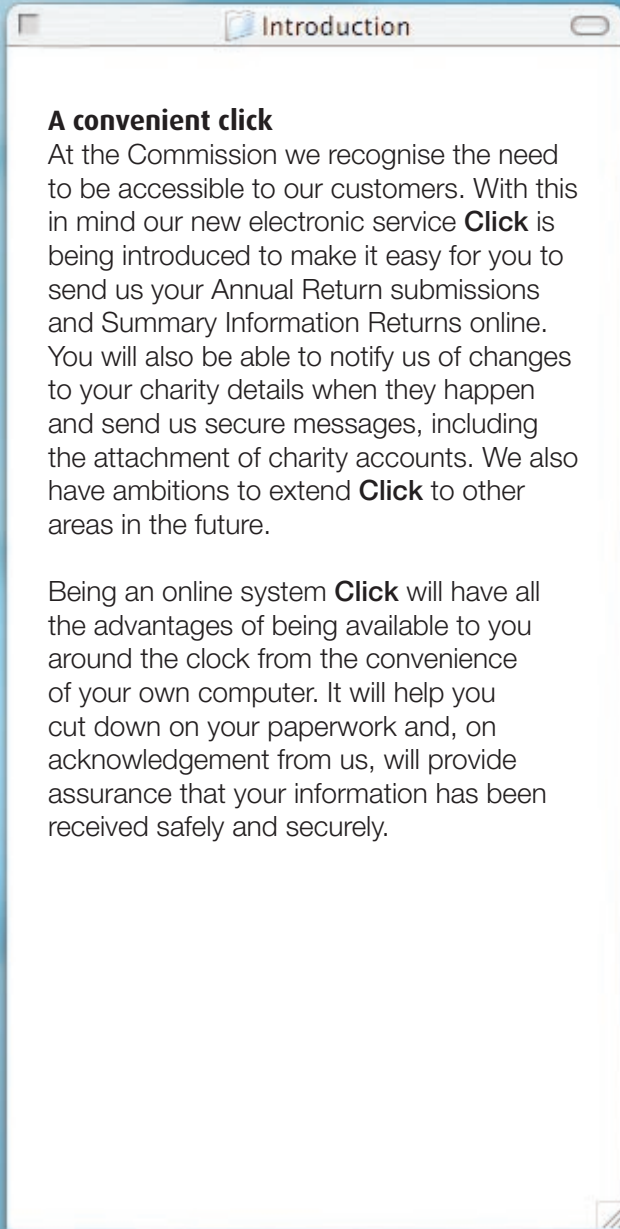 Introduction
A convenient click
At the Commission we recognise the need
to be accessible to our customers. With this
in mind our new electronic service Click is
being introduced to make it easy for you to
send us your Annual Return submissions
and Summary Information Returns online.
You will also be able to notify us of changes
to your charity details when they happen
and send us secure messages, including
the attachment of charity accounts. We also
have ambitions to extend Click to other
areas in the future.
Being an online system Click will have all
the advantages of being available to you
around the clock from the convenience
of your own computer. It will help you
cut down on your paperwork and, on
acknowledgement from us, will provide
assurance that your information has been
received safely and securely.